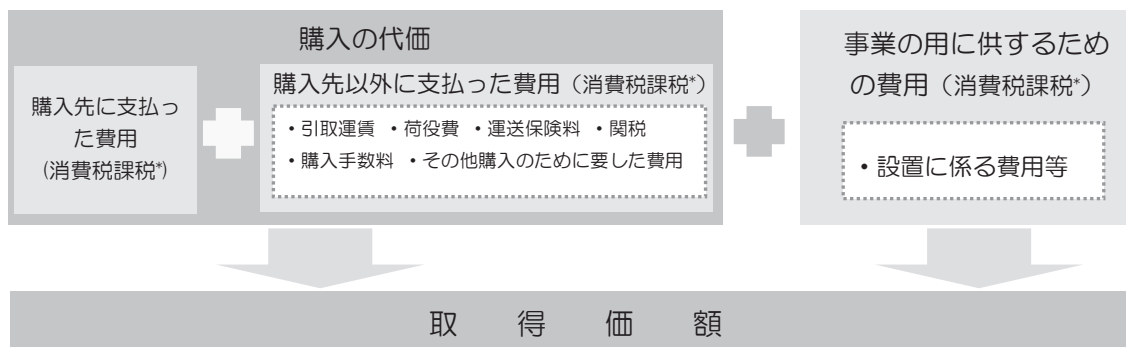 購入の代価
購入先に支払っ
た費用
(消費税課税*)
購入先以外に支払った費用（消費税課税*）
・引取運賃 ・荷役費 ・運送保険料 ・関税
・購入手数料 ・その他購入のために要した費用
事業の用に供するため
の費用（消費税課税*）
・設置に係る費用等
取得価額